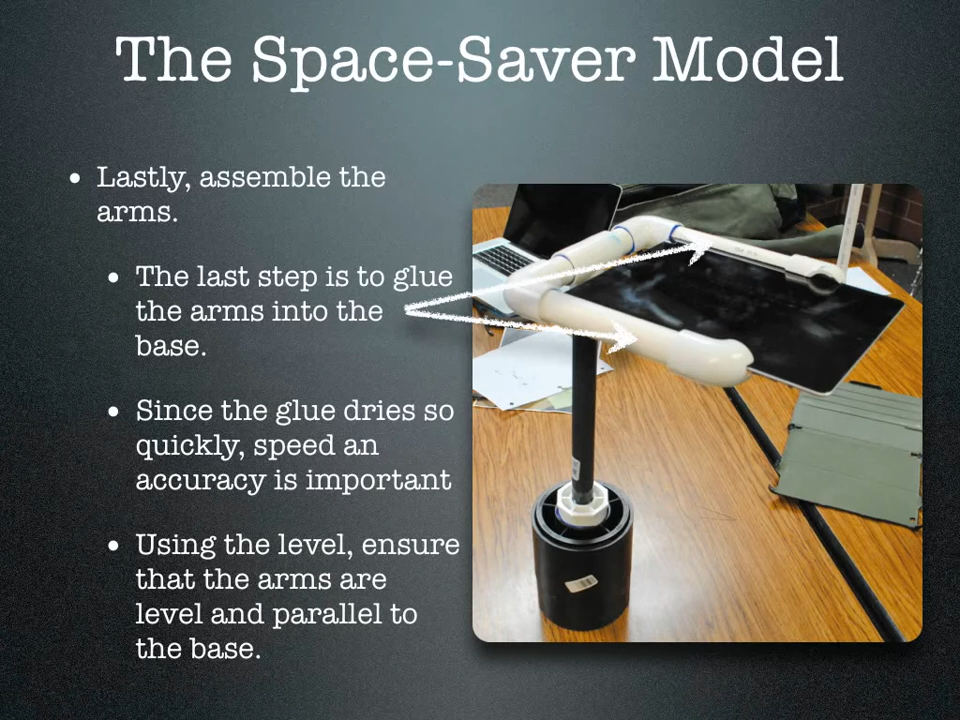 The Space-Saver Model
• Lastly, assemble the
arms.
• The last step is to glue
the arms into the
base.
• Since the glue dries so
quickly, speed an
accuracy is important
• Using the level, ensure
that the arms are
level and parallel to
the base.